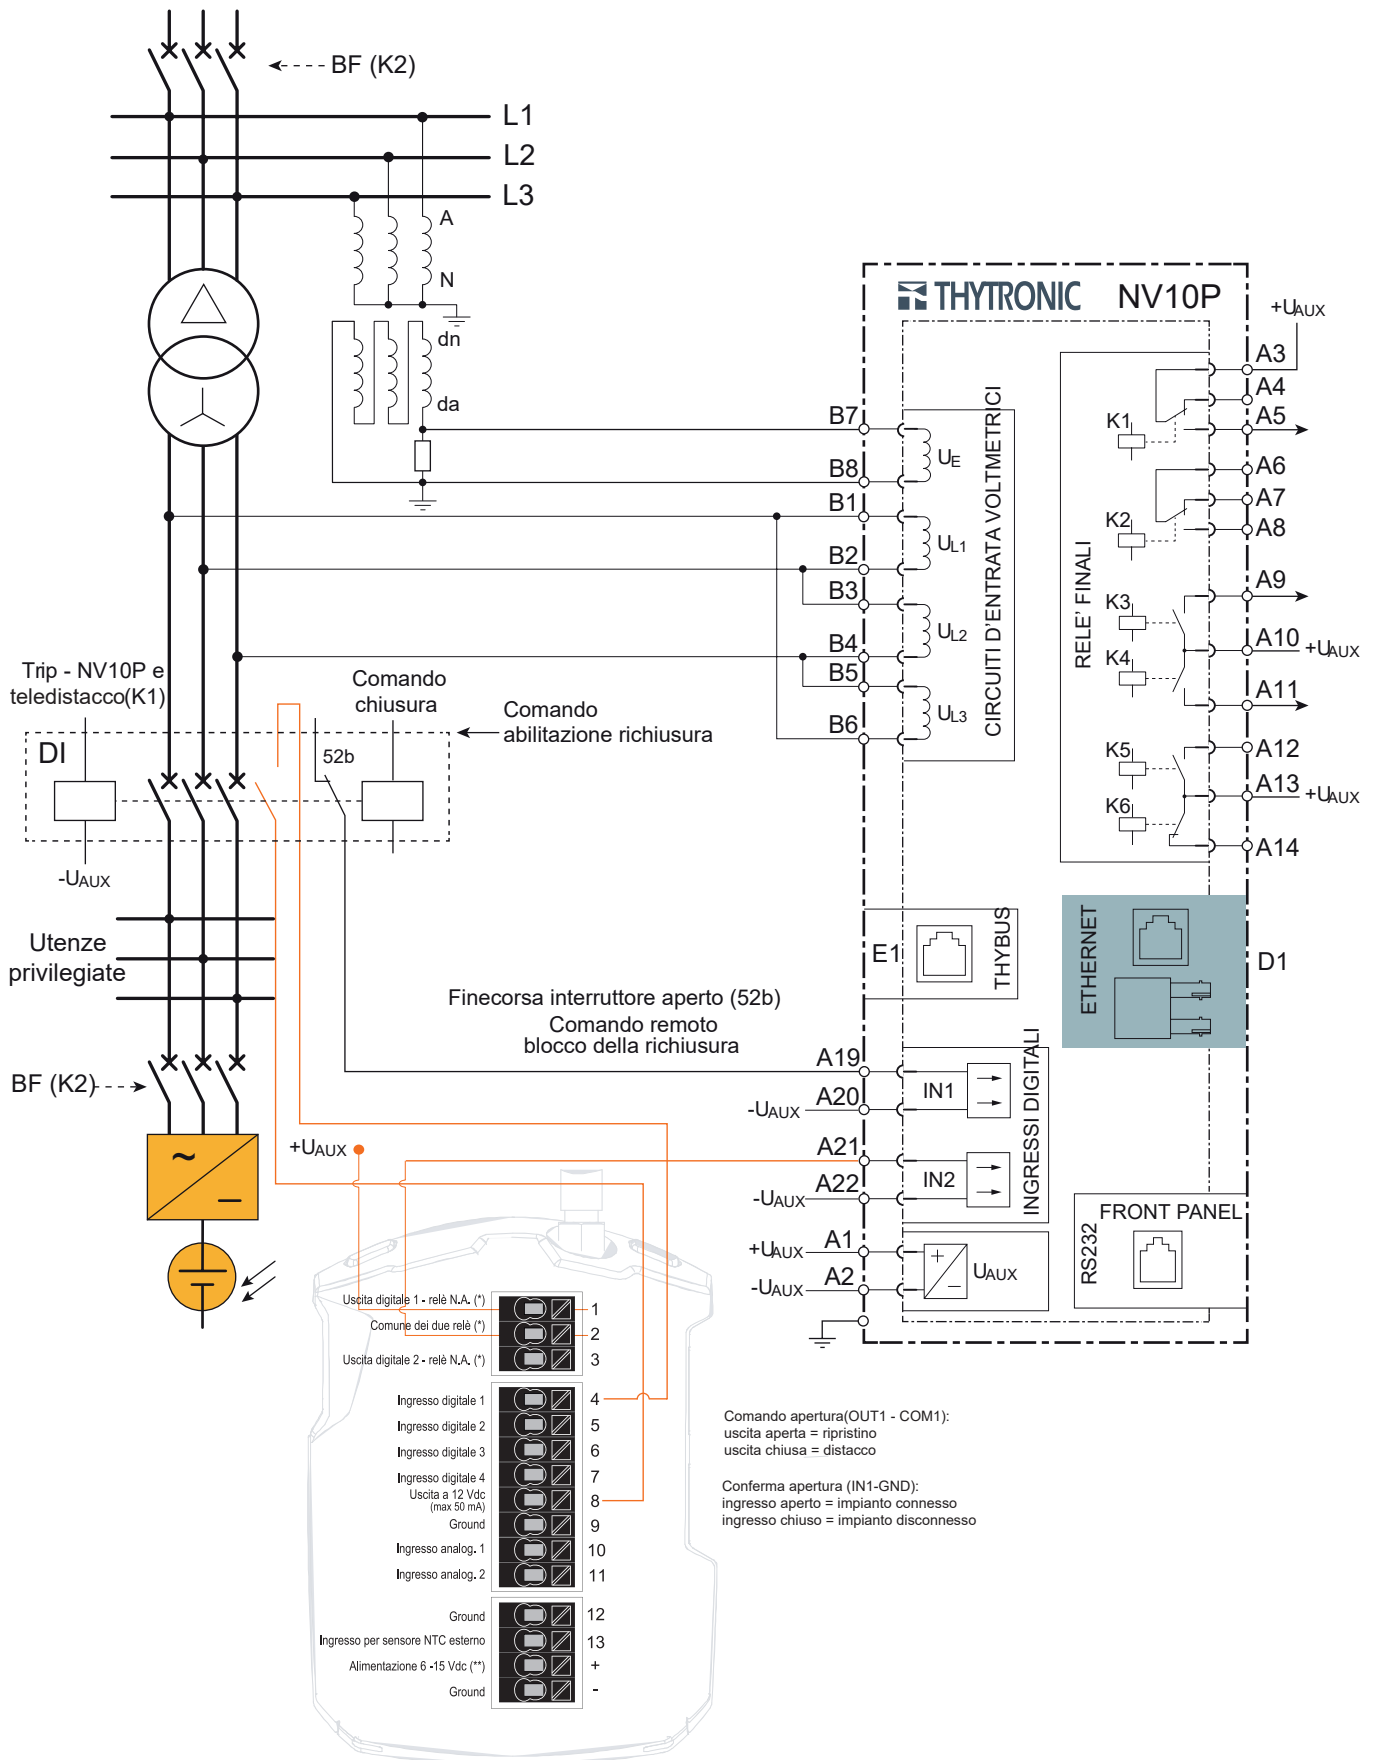 BF (K2)
L1
L2
L3
A
N
dn
da
THYTRONIC NV10P
+UAUX
A3
A4
A5
A6
A7
A8
A9
A10 +UAUX
A11
A12
A13 +UAUX
A14
K1
K2
K3
K4
K5
K6
RELE' FINALI
B7
B8
B1
B2
B3
B4
B5
B6
UE
UL1
UL2
UL3
CIRCUITI D'ENTRATA VOLTMETRICI
Trip - NV10P e
teledistacco(K1)
Comando
chiusura
Comando
abilitazione richiusura
DI
52b
-UAUX
Utenze
privilegiate
BF (K2)
E1
THYBUS
ETHERNET
D1
Finecorsa interruttore aperto (52b)
Comando remoto
blocco della richiusura
A19
-UAUX A20
A21
-UAUX A22
+UAUX A1
-UAUX A2
IN1
IN2
INGRESSI DIGITALI
UAUX
+
–
FRONT PANEL
RS232
~
–
+UAUX
Uscita digitale 1 - relè N.A. (*) 1
Comune dei due relè (*) 2
Uscita digitale 2 - relè N.A. (*) 3
Ingresso digitale 1 4
Ingresso digitale 2 5
Ingresso digitale 3 6
Ingresso digitale 4 7
Uscita a 12 Vdc 8
(max 50 mA)
Ground 9
Ingresso analog. 1 10
Ingresso analog. 2 11
Ground 12
Ingresso per sensore NTC esterno 13
Alimentazione 6 -15 Vdc (**) +
Ground -
Comando apertura(OUT1 - COM1):
uscita aperta = ripristino
uscita chiusa = distacco
Conferma apertura (IN1-GND):
ingresso aperto = impianto connesso
ingresso chiuso = impianto disconnesso